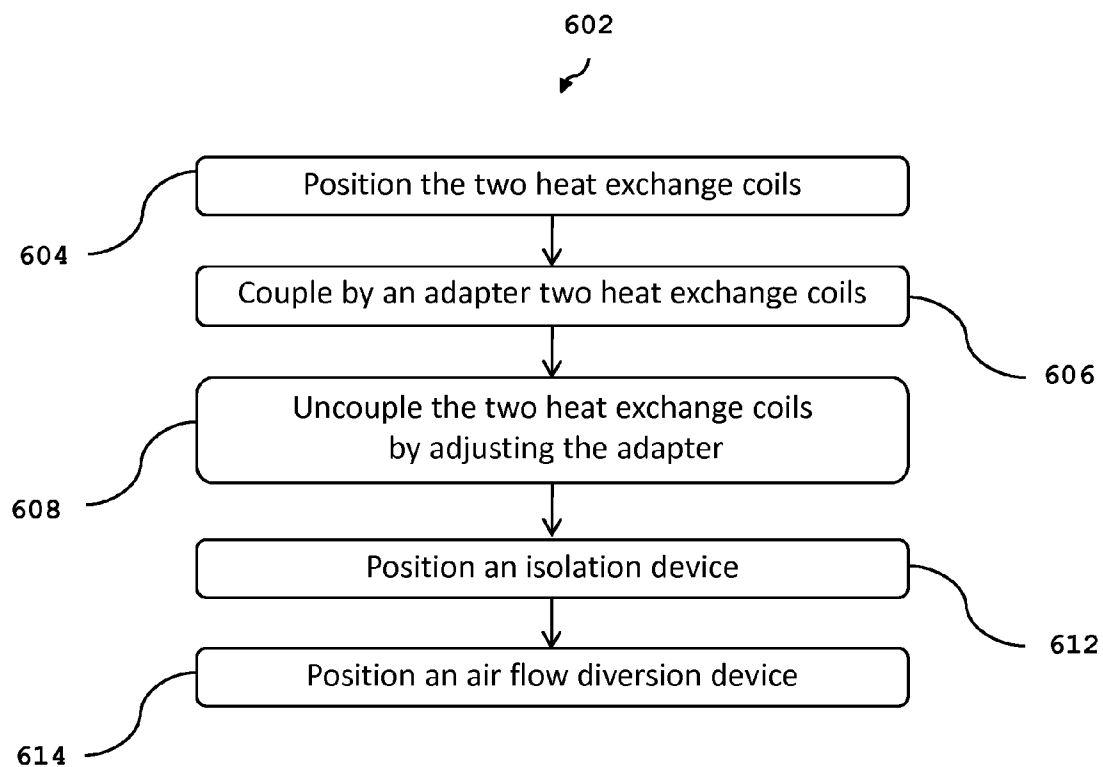 602
Position the two heat exchange coils
604
Couple by an adapter two heat exchange coils
606
Uncouple the two heat exchange coils
by adjusting the adapter
608
Position an isolation device
612
Position an air flow diversion device
614